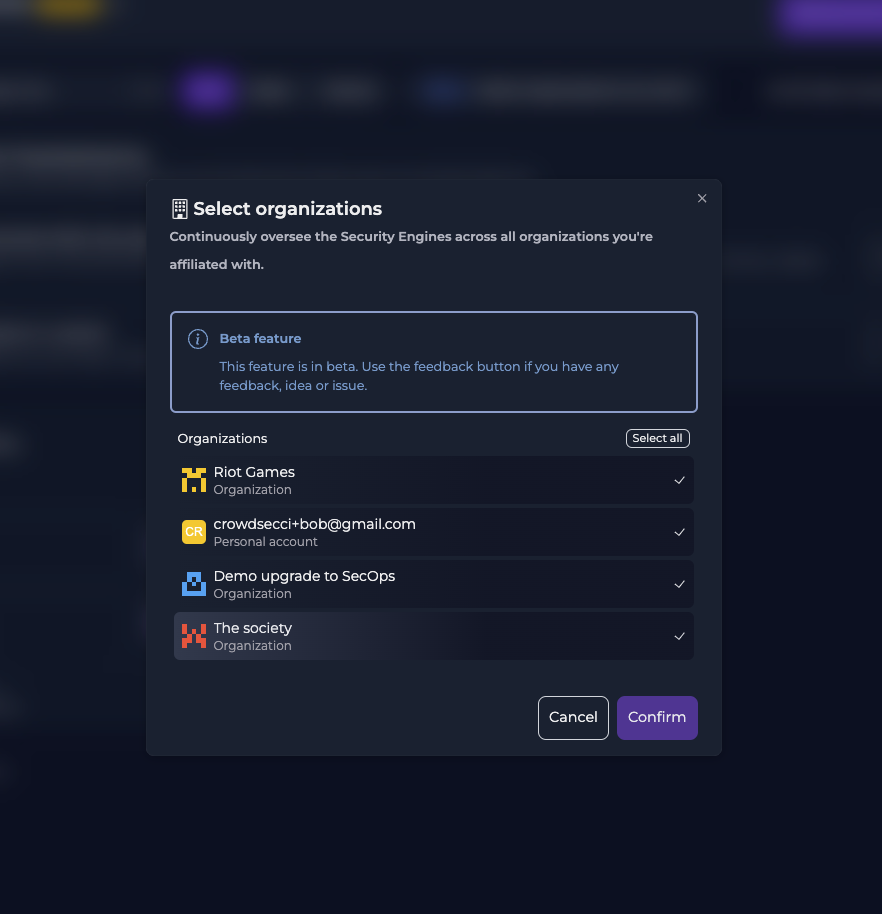 Select organizations
Continuously oversee the Security Engines across all organizations you're
affiliated with.
Beta feature
This feature is in beta. Use the feedback button if you have any
feedback, idea or issue.
Organizations
Select all
Riot Games
Organization
CR
crowdsecci+bob@gmail.com
Personal account
Demo upgrade to SecOps
Organization
The society
Organization
Cancel
Confirm